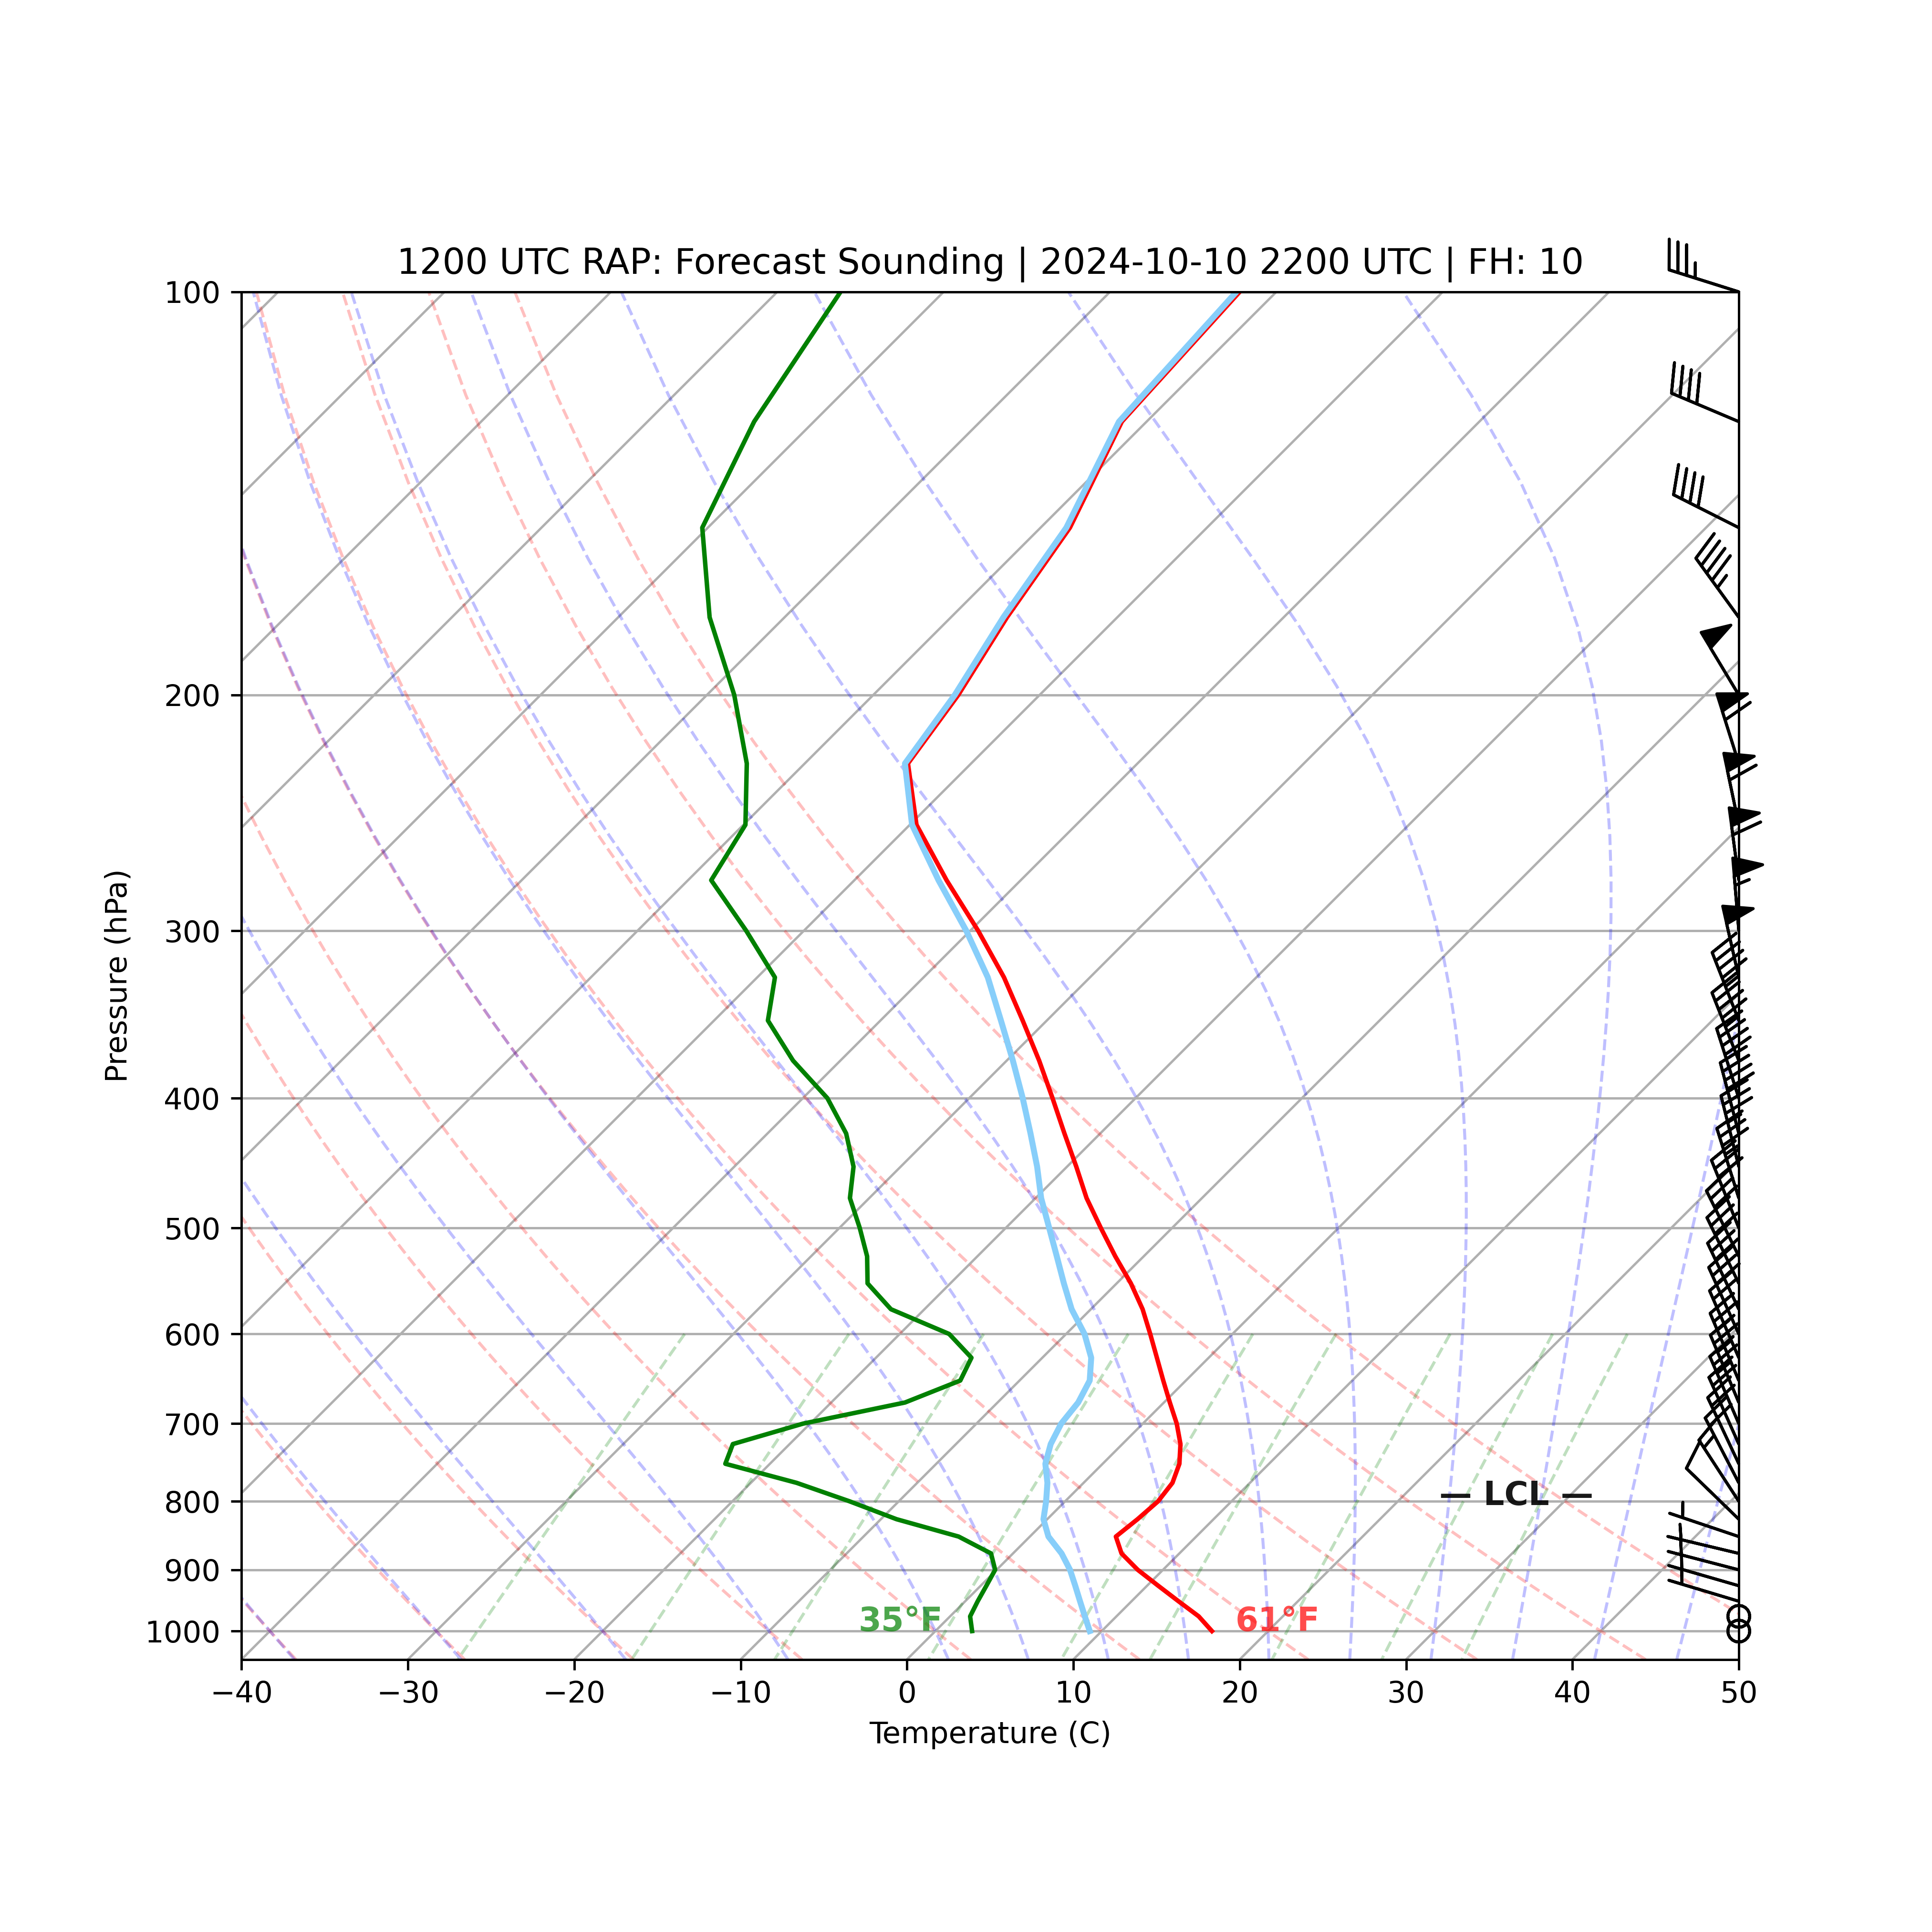 1200 UTC RAP: Forecast Sounding | 2024-10-10 2200 UTC | FH: 10
100
200
300
400
500
600
700
800
900
1000
Pressure (hPa)
— LCL —
35°F
61°F
−40 −30 −20 −10 0 10 20 30 40 50
Temperature (C)